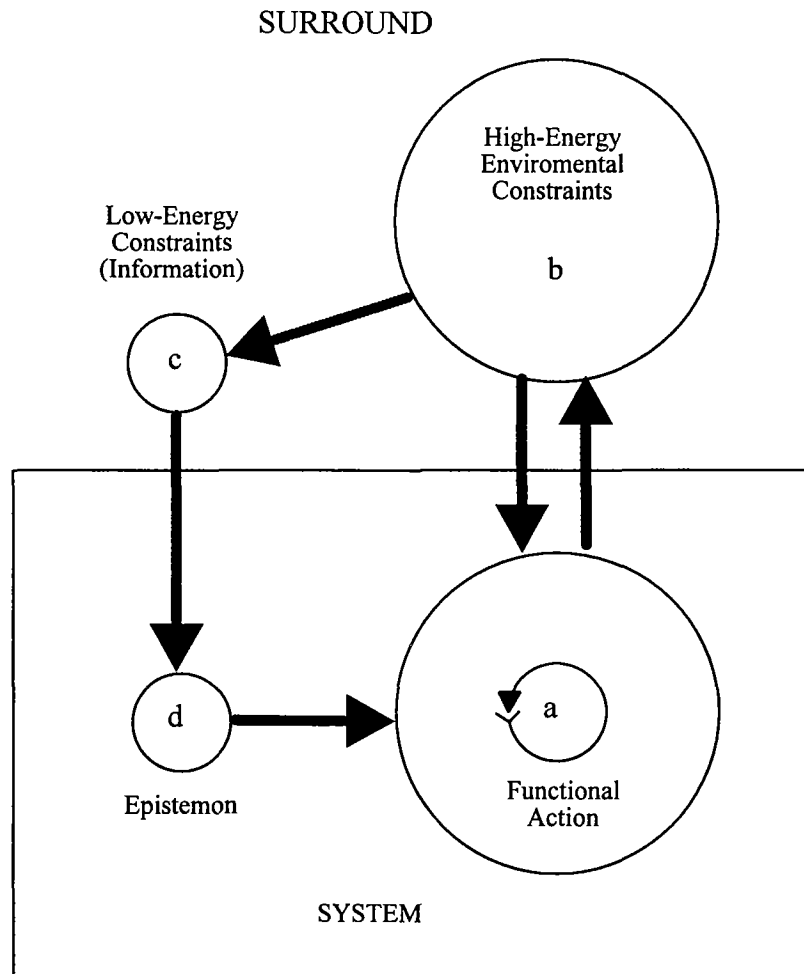 SURROUND
High-Energy
Enviromental
Constraints
b
Low-Energy
Constraints
(Information)
c
d
Epistemon
a
Functional
Action
SYSTEM